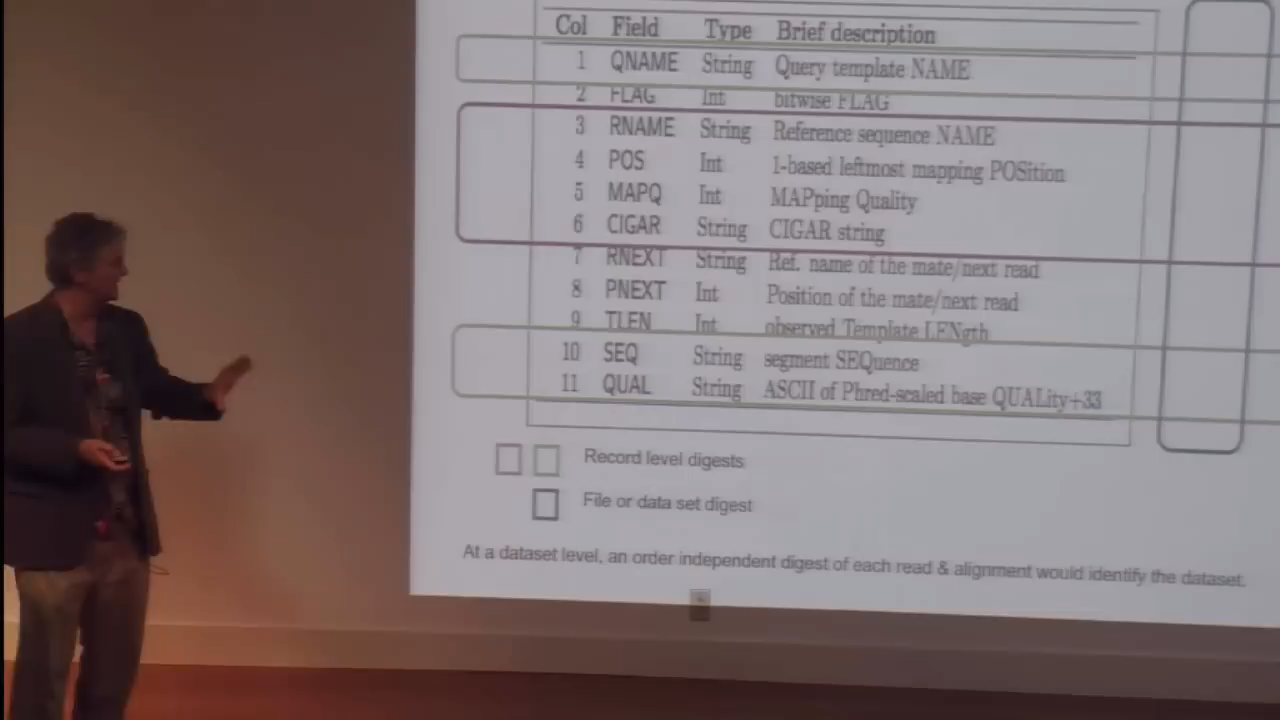 Col Field Type Brief description
1 QNAME String Query template NAME
2 FLAG Int bitwise FLAG
3 RNAME String Reference sequence NAME
4 POS Int 1-based leftmost mapping POSition
5 MAPQ Int MAPping Quality
6 CIGAR String CIGAR string
7 RNEXT String Ref. name of the mate/next read
8 PNEXT Int Position of the mate/next read
9 TLEN Int observed Template LENgth
10 SEQ String segment SEQuence
11 QUAL String ASCII of Phred-scaled base QUALity+33
Record level digests
File or data set digest
At a dataset level, an order independent digest of each read & alignment would identify the dataset.